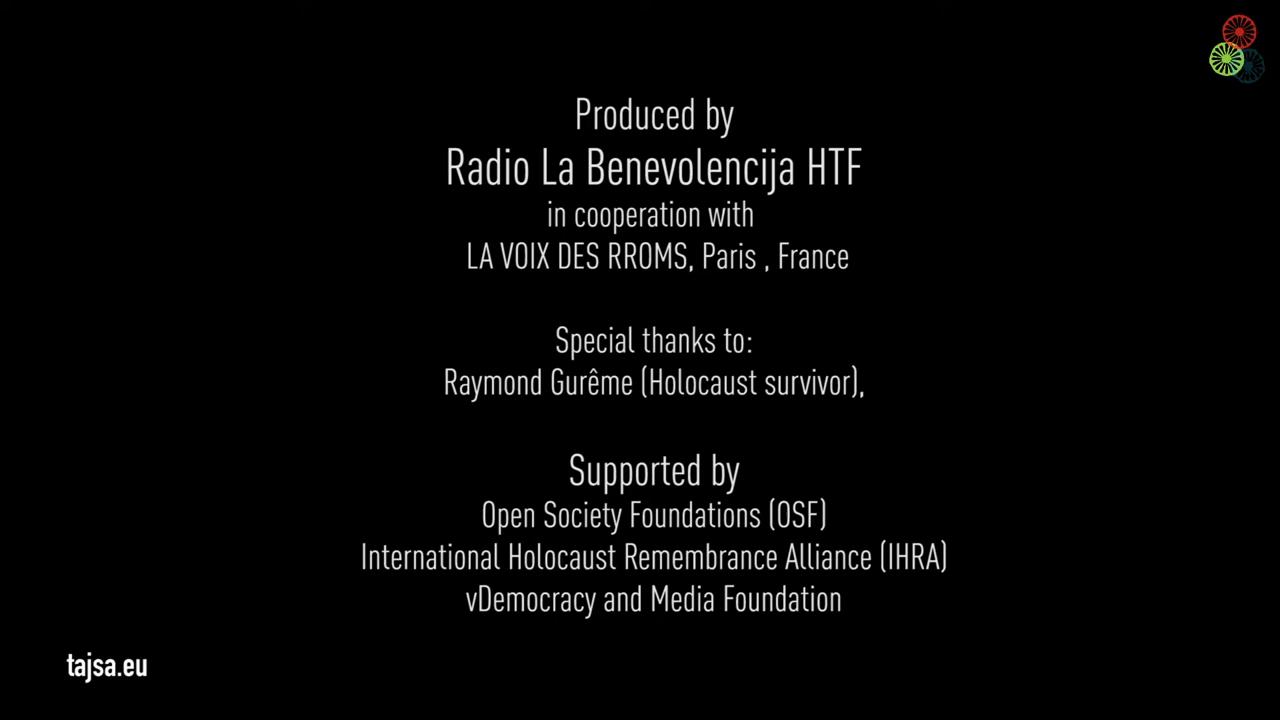 Produced by
Radio La Benevolencija HTF
in cooperation with
LA VOIX DES RROMS, Paris , France
Special thanks to:
Raymond Gurême (Holocaust survivor),
Supported by
Open Society Foundations (OSF)
International Holocaust Remembrance Alliance (IHRA)
vDemocracy and Media Foundation
tajsa.eu